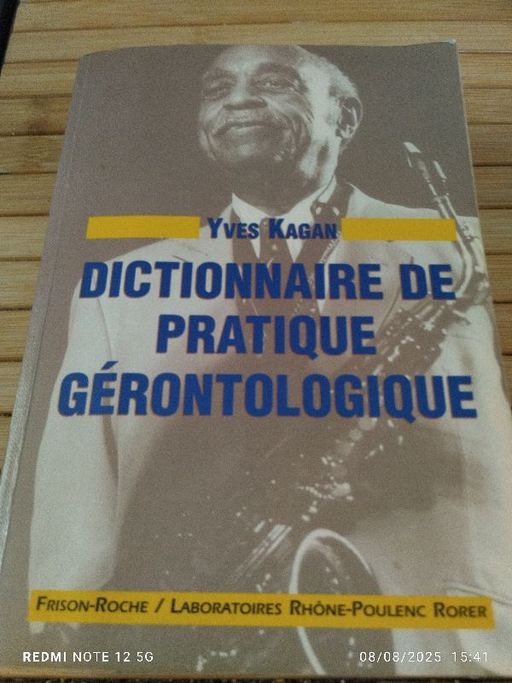 YVES KAGAN
DICTIONNAIRE DE
PRATIQUE
GÉRONTOLOGIQUE
FRISON-ROCHE / LABORATOIRES RHÔNE-POULENC RORER
REDMI NOTE 12 5G
08/08/2025 15:41